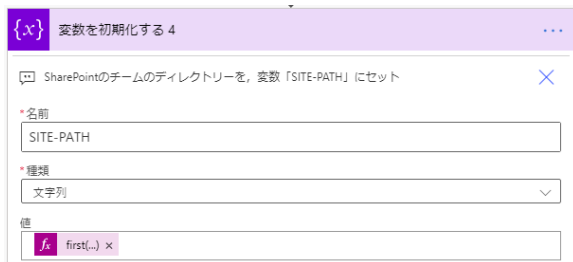 {x} 変数を初期化する 4
SharePointのチームのディレクトリーを，変数「SITE-PATH」にセット
*名前
SITE-PATH
*種類
文字列
値
fx first(...) ×